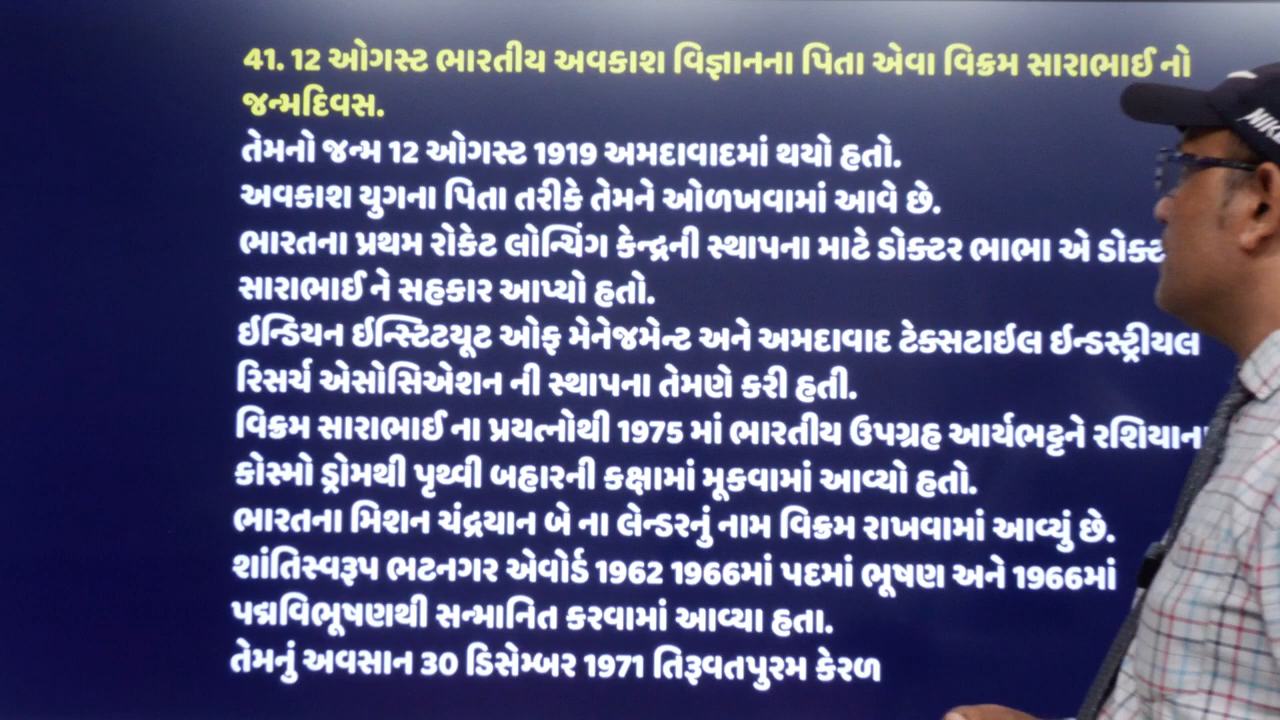 41. 12 ઓગસ્ટ ભારતીય અવકાશ વિજ્ઞાનના પિતા એવા વિક્રમ સારાભાઈ નો
જન્મદિવસ.
તેમનો જન્મ 12 ઓગસ્ટ 1919 અમદાવાદમાં થયો હતો.
અવકાશ યુગના પિતા તરીકે તેમને ઓળખવામાં આવે છે.
ભારતના પ્રથમ રોકેટ લોન્ચિંગ કેન્દ્રની સ્થાપના માટે ડોક્ટર ભાભા એ
સારાભાઈ ને સહકાર આપ્યો હતો.
ઈન્ડિયન ઈન્સ્ટિટયૂટ ઓફ મેનેજમેન્ટ અને અમદાવાદ ટેક્સટાઈલ ઇન્ડસ્ટ્રીયલ
રિસર્ચ એસોસિએશન ની સ્થાપના તેમણે કરી હતી.
વિક્રમ સારાભાઈ ના પ્રયત્નોથી 1975 માં ભારતીય ઉપગ્રહ આર્યભટ્ટને રશિયાના
કોસ્મો ડ્રોમથી પૃથ્વી બહારની કક્ષામાં મૂકવામાં આવ્યો હતો.
ભારતના મિશન ચંદ્રયાન બે ના લેન્ડરનું નામ વિક્રમ રાખવામાં આવ્યું છે.
શાંતિસ્વરૂપ ભટનગર એવોર્ડ 1962 1966માં પદમાં ભૂષણ અને 1966માં
પદ્મવિભૂષણથી સન્માનિત કરવામાં આવ્યા હતા.
તેમનું અવસાન 30 ડિસેમ્બર 1971 તિરૂવતપુરમ કેરળ